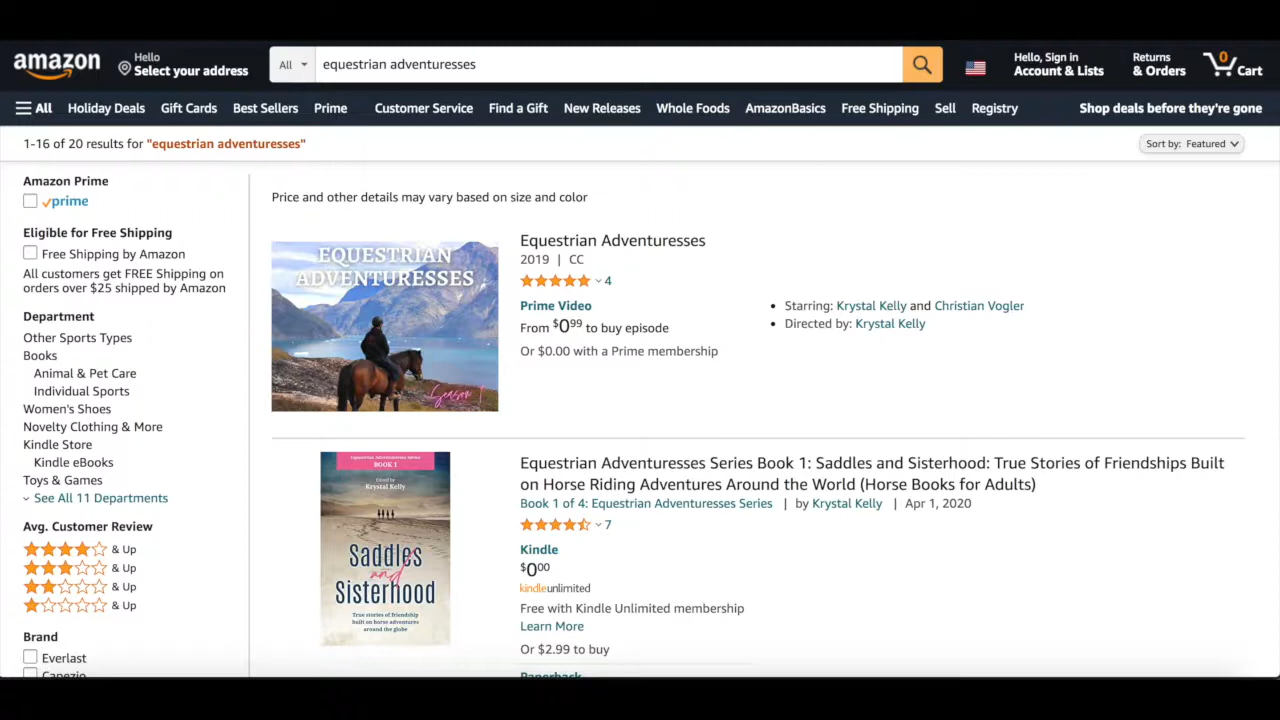 amazon
Hello
Select your address
All
equestrian adventuresses
Hello, Sign in
Account & Lists
Returns
& Orders
0
Cart
All
Holiday Deals
Gift Cards
Best Sellers
Prime
Customer Service
Find a Gift
New Releases
Whole Foods
AmazonBasics
Free Shipping
Sell
Registry
Shop deals before they're gone
1-16 of 20 results for "equestrian adventuresses"
Sort by: Featured
Amazon Prime
prime
Eligible for Free Shipping
Free Shipping by Amazon
All customers get FREE Shipping on
orders over $25 shipped by Amazon
Department
Other Sports Types
Books
Animal & Pet Care
Individual Sports
Women's Shoes
Novelty Clothing & More
Kindle Store
Kindle eBooks
Toys & Games
See All 11 Departments
Avg. Customer Review
& Up
& Up
& Up
& Up
Brand
Everlast
Capezio
Price and other details may vary based on size and color
EQUESTRIAN
ADVENTURESSES
Season 1
Equestrian Adventuresses
2019 | CC
4
Prime Video
From $0.99 to buy episode
Or $0.00 with a Prime membership
Starring: Krystal Kelly and Christian Vogler
Directed by: Krystal Kelly
Equestrian Adventuresses Series
BOOK 1
Edited by
Krystal Kelly
Saddles
and
Sisterhood
True stories of friendship
built on horse adventures
around the globe
Equestrian Adventuresses Series Book 1: Saddles and Sisterhood: True Stories of Friendships Built
on Horse Riding Adventures Around the World (Horse Books for Adults)
Book 1 of 4: Equestrian Adventuresses Series | by Krystal Kelly | Apr 1, 2020
7
Kindle
$0.00
kindleunlimited
Free with Kindle Unlimited membership
Learn More
Or $2.99 to buy
Paperback